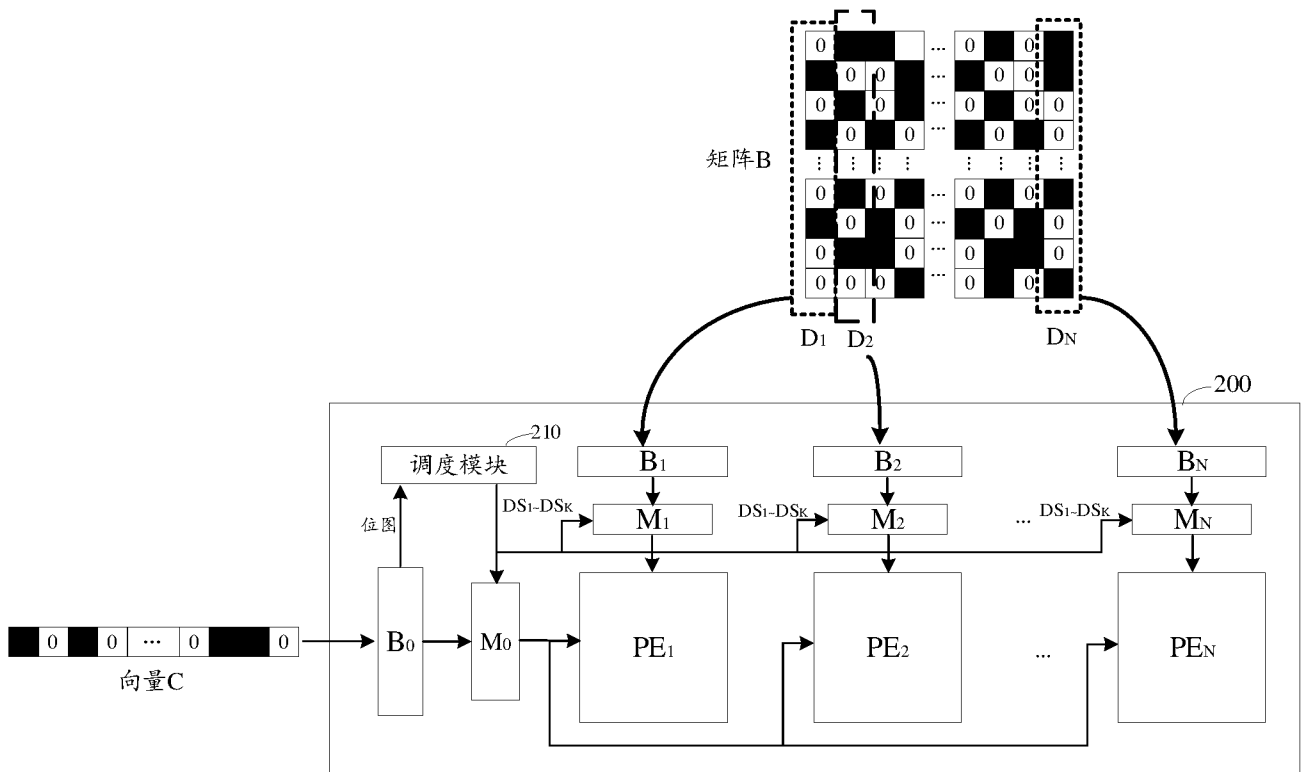 0 ... 0 0
0 0 ... 0 0
0 0 ... 0 0 0
0 0 ... 0 0
⋮ ⋮ ⋮ ⋮ ⋮ ⋮ ⋮ ⋮
矩阵B
0 0 ... 0 0
0 ... 0 0
0 0 ... 0 0
0 0 0 ... 0 0
D1 D2 DN
200
210
调度模块
B1 B2 BN
位图
DS1~DSK M1 DS1~DSK M2 ... DS1~DSK MN
0 0 ... 0 0
B0 M0 PE1 PE2 ... PEN
向量C